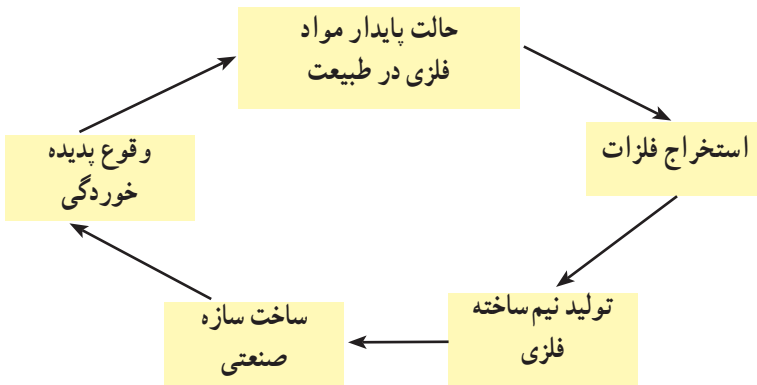 حالت پایدار مواد
فلزی در طبیعت
استخراج فلزات
تولید نیم‌ساخته
فلزی
ساخت سازه
صنعتی
وقوع پدیده
خوردگی